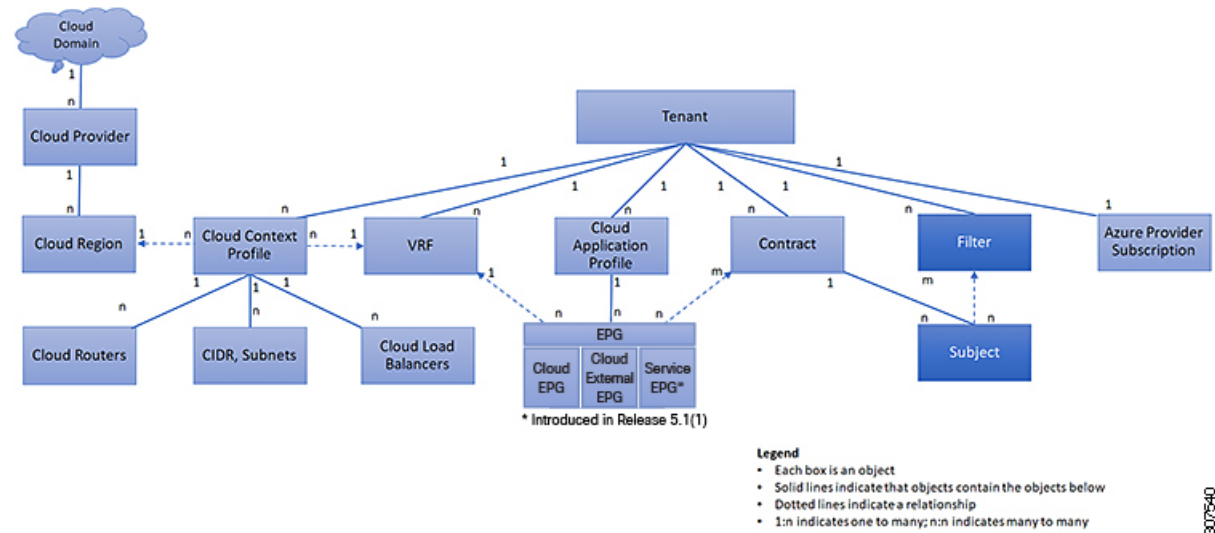 Cloud
Domain
1
n
Cloud Provider
1
n
Cloud Region
Tenant
1
1
1
1
1
1
n
n
n
n
n
1
Cloud Context
Profile
VRF
Cloud
Application
Profile
Contract
Filter
Azure Provider
Subscription
1
n
n
1
1
1
1
n
n
n
Cloud Routers
CIDR, Subnets
Cloud Load
Balancers
1
n
1
n
m
n
EPG
Cloud
EPG
Cloud
External
EPG
Service
EPG*
* Introduced in Release 5.1(1)
1
n
m
n
Subject
Legend
• Each box is an object
• Solid lines indicate that objects contain the objects below
• Dotted lines indicate a relationship
• 1:n indicates one to many; n:n indicates many to many
307540